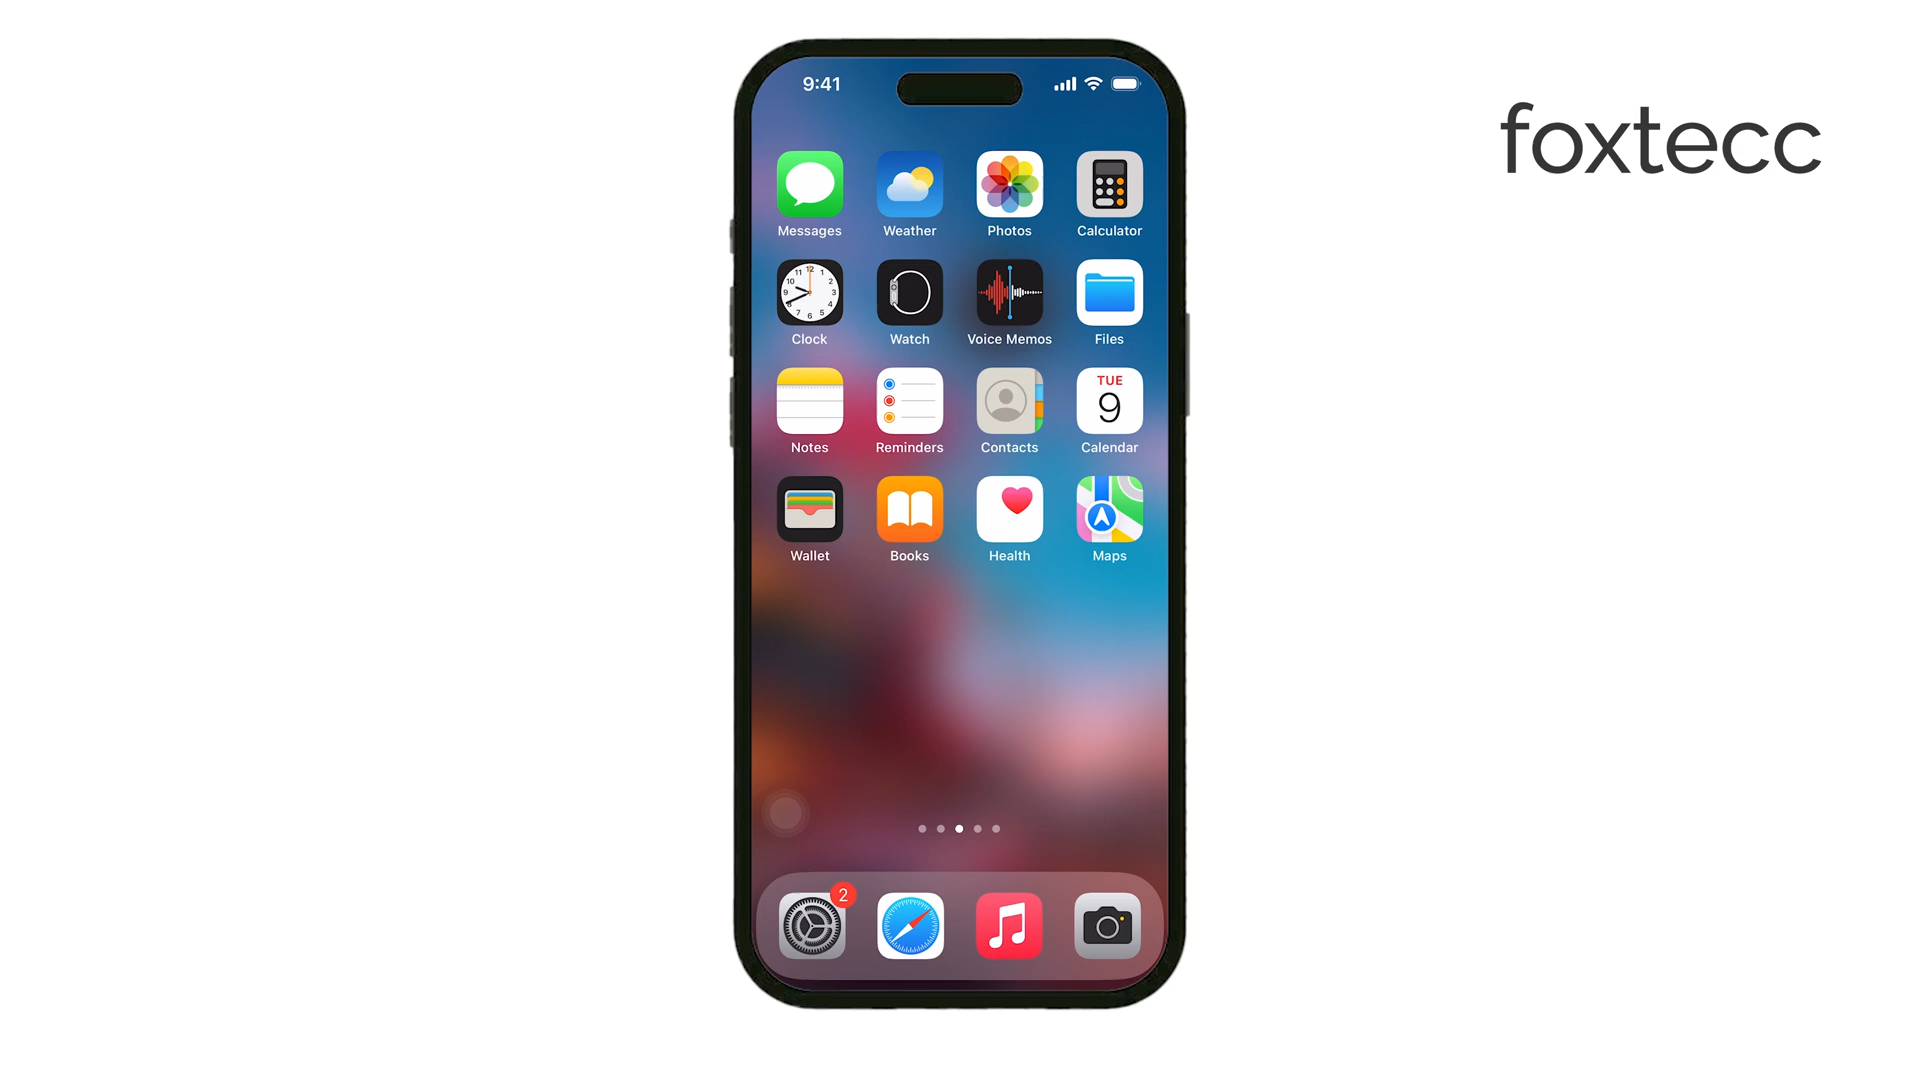 9:41
foxtecc
Messages Weather Photos Calculator
Clock Watch Voice Memos Files
TUE
9
Notes Reminders Contacts Calendar
Wallet Books Health Maps
2